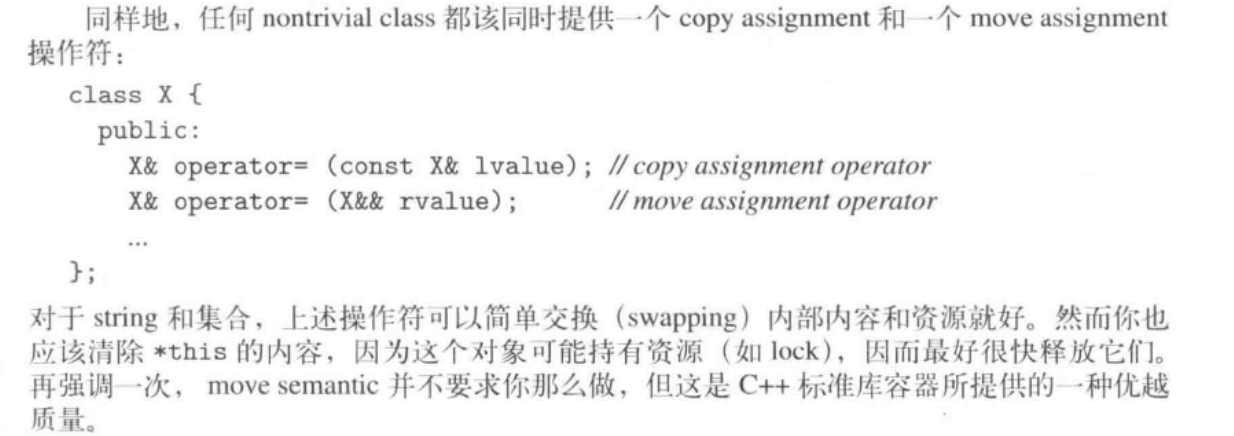 同样地，任何 nontrivial class 都该同时提供一个 copy assignment 和一个 move assignment
操作符：
class X {
public:
X& operator= (const X& lvalue); // copy assignment operator
X& operator= (X&& rvalue); // move assignment operator
...
};
对于 string 和集合，上述操作符可以简单交换（swapping）内部内容和资源就好。然而你也
应该清除 *this 的内容，因为这个对象可能持有资源（如 lock），因而最好很快释放它们。
再强调一次， move semantic 并不要求你那么做，但这是 C++ 标准库容器所提供的一种优越
质量。